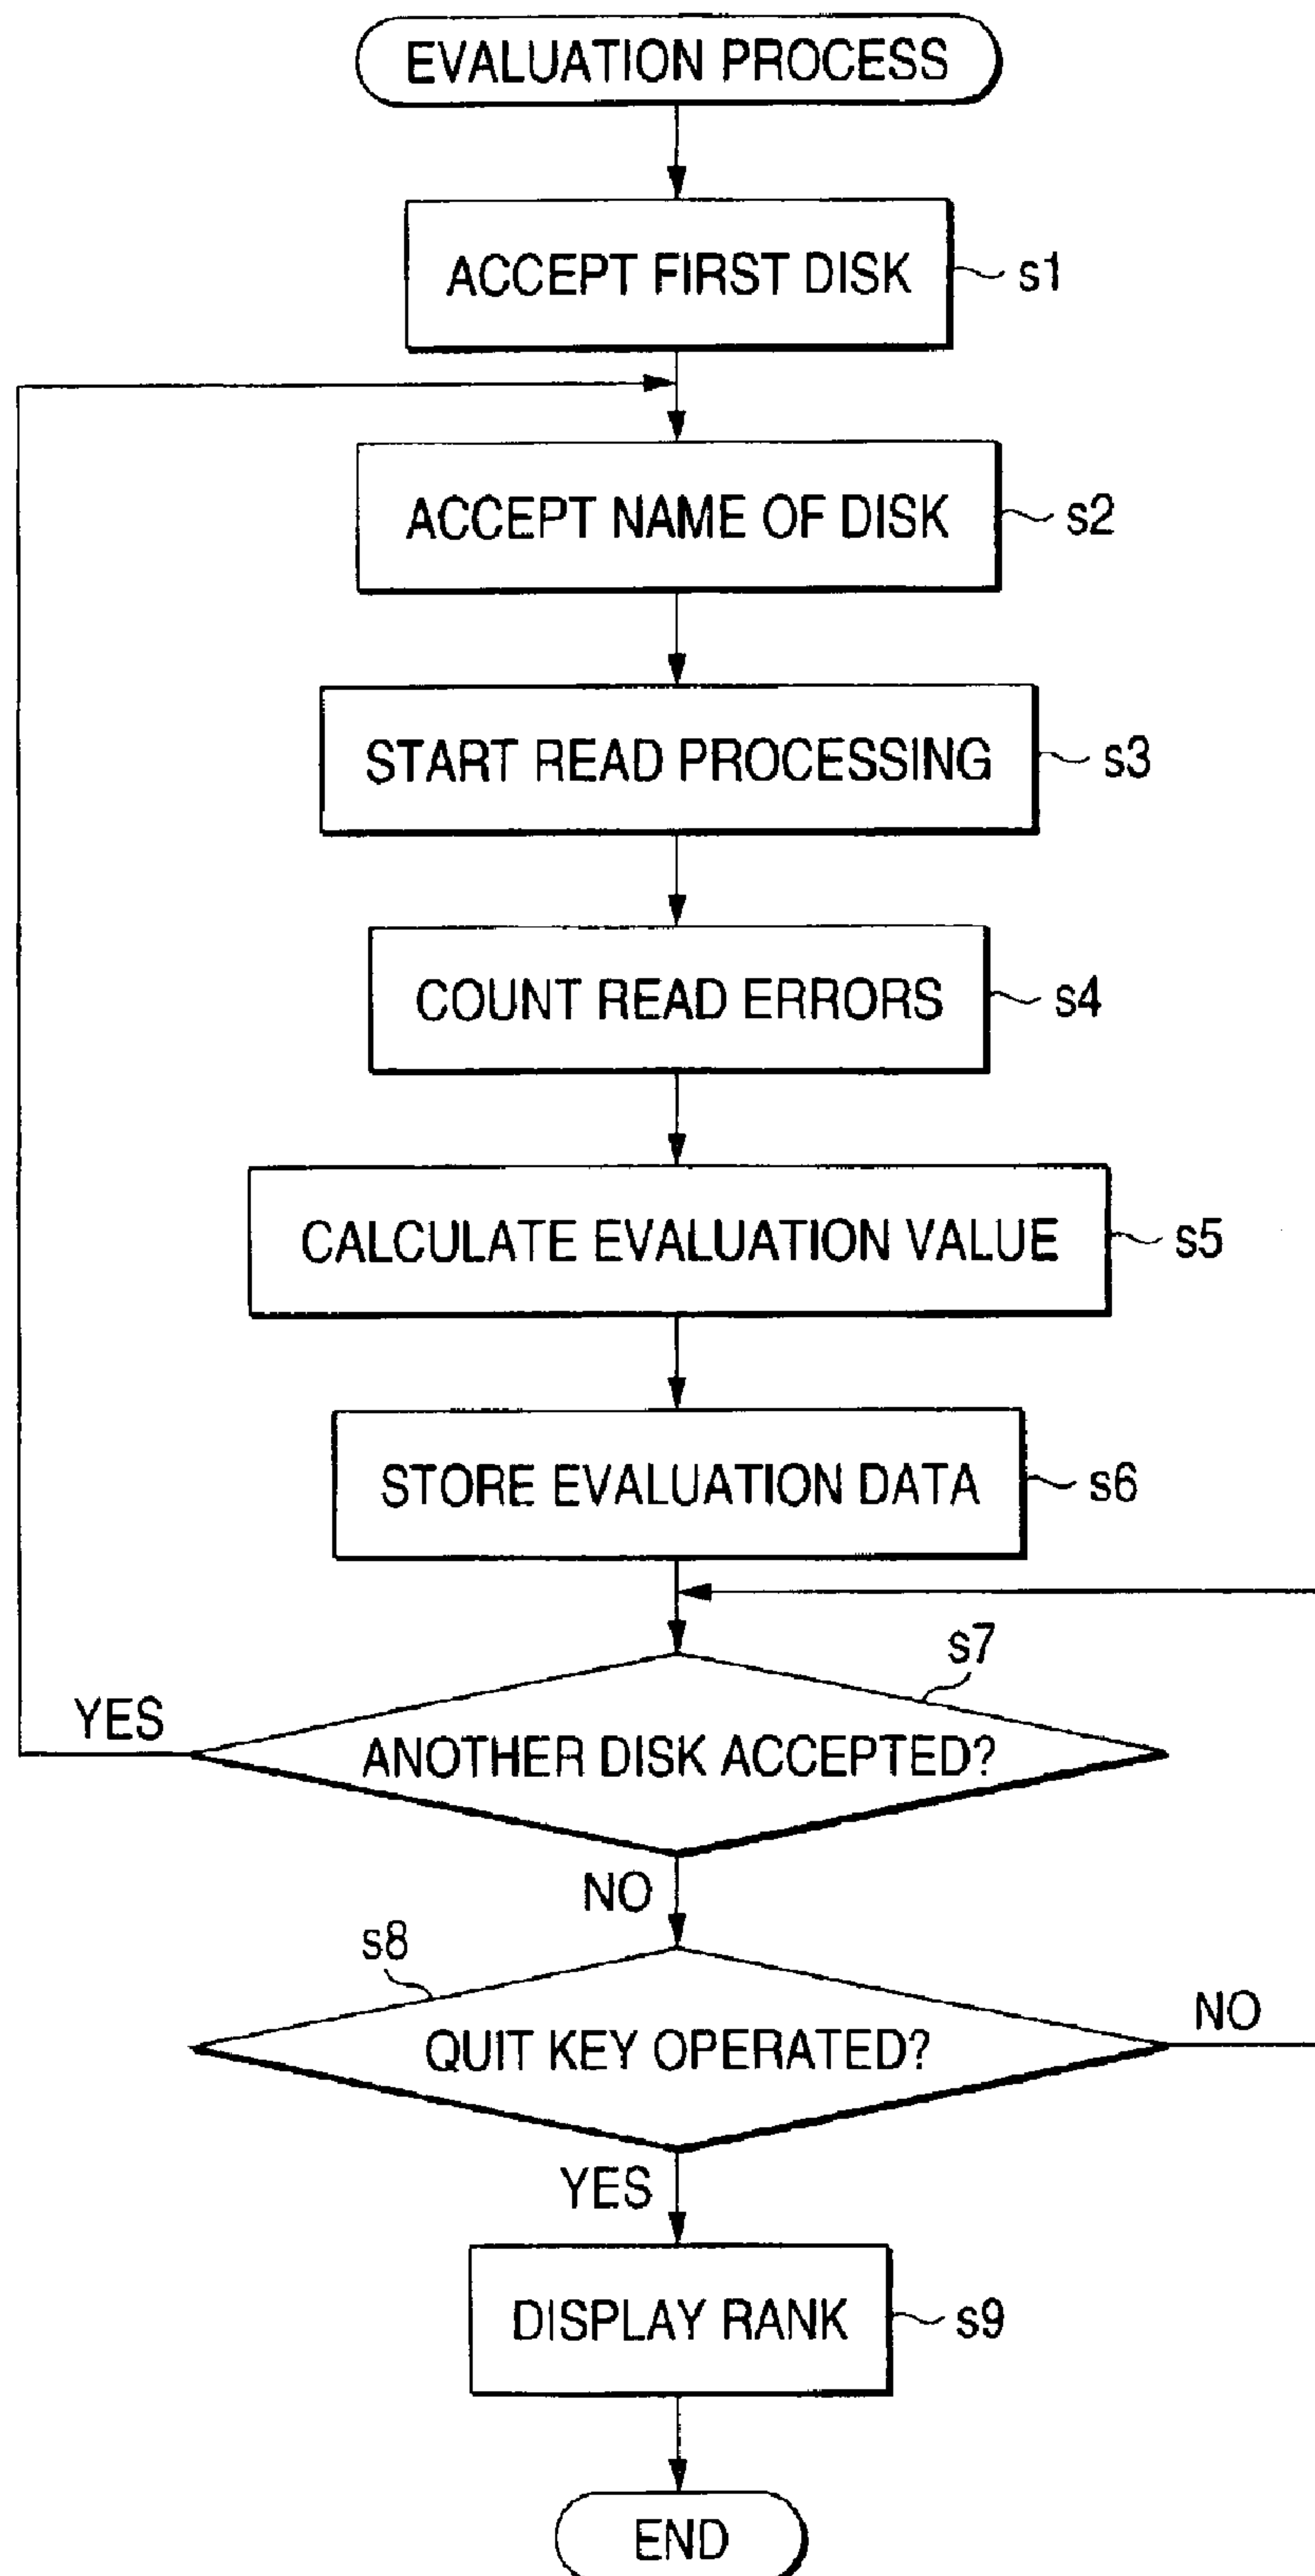 EVALUATION PROCESS
ACCEPT FIRST DISK
s1
ACCEPT NAME OF DISK
s2
START READ PROCESSING
s3
COUNT READ ERRORS
s4
CALCULATE EVALUATION VALUE
s5
STORE EVALUATION DATA
s6
s7
YES
ANOTHER DISK ACCEPTED?
NO
s8
QUIT KEY OPERATED?
NO
YES
DISPLAY RANK
s9
END